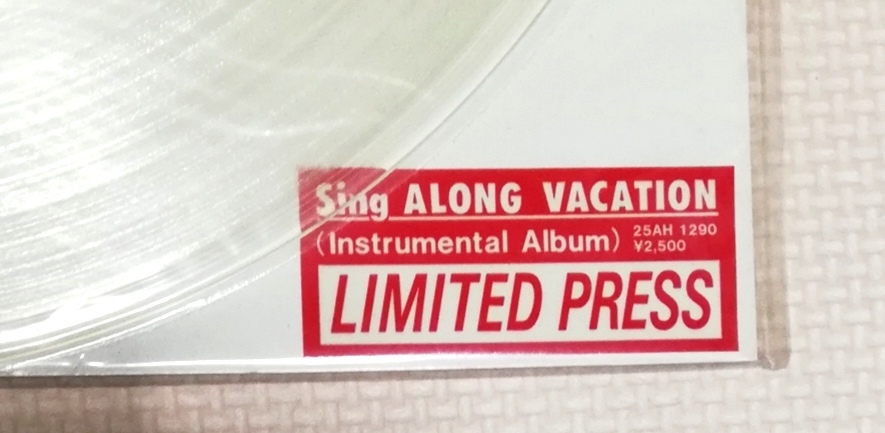 Sing ALONG VACATION
(Instrumental Album) 25AH 1290
¥2,500
LIMITED PRESS